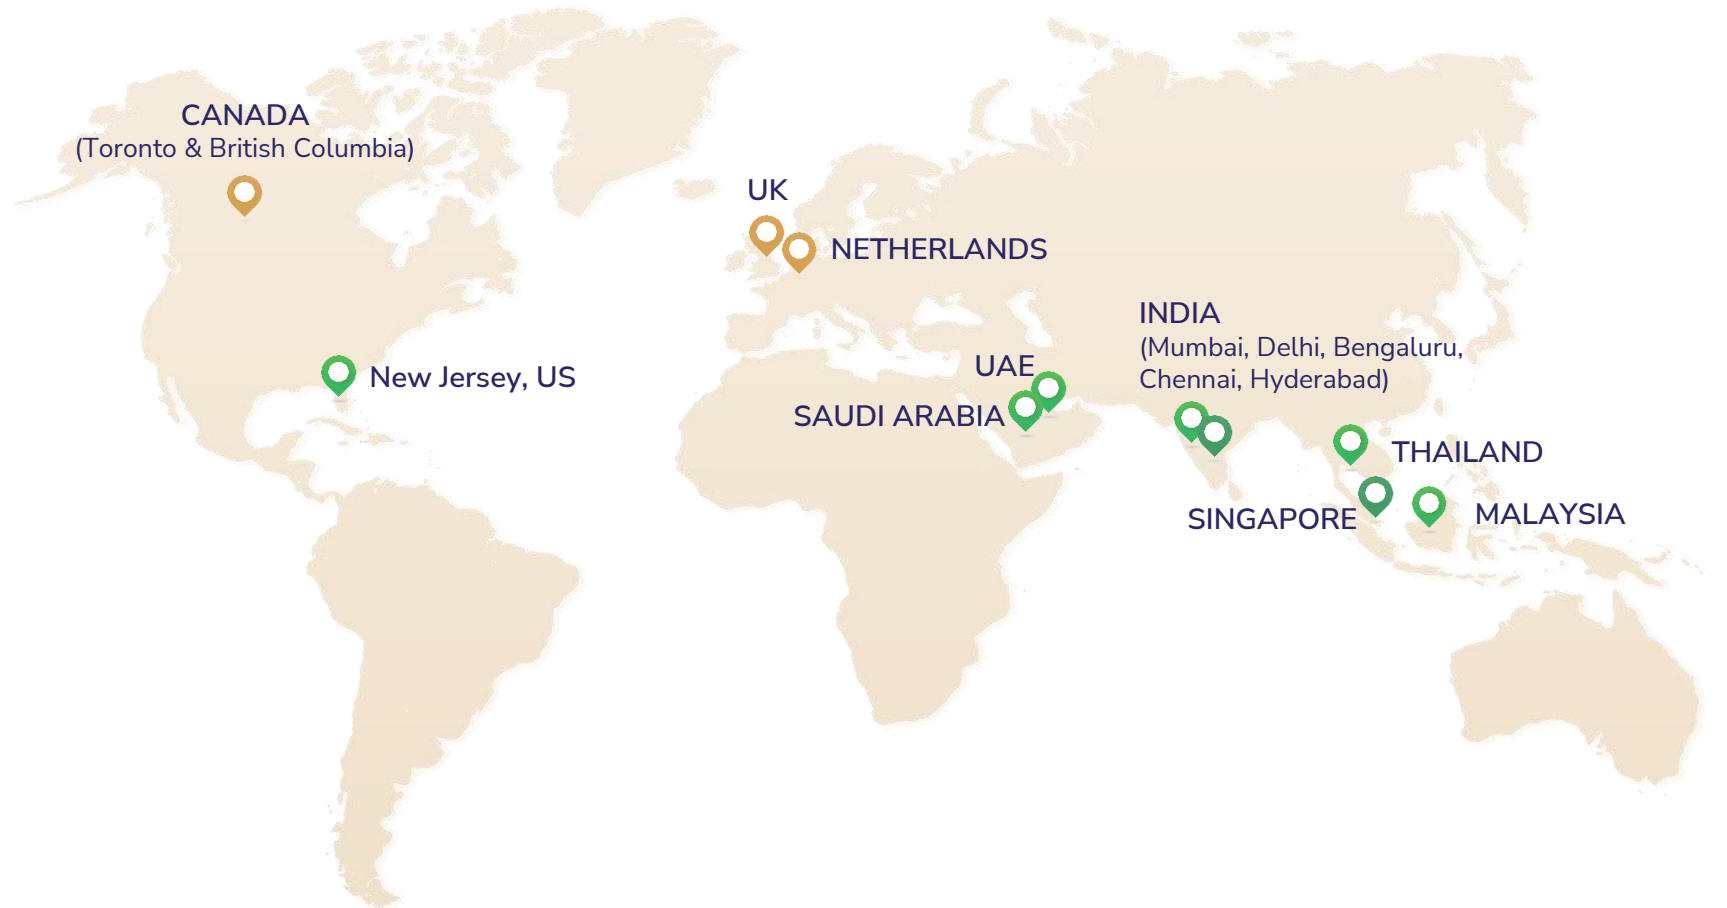 CANADA
(Toronto & British Columbia)
UK
NETHERLANDS
INDIA
(Mumbai, Delhi, Bengaluru,
Chennai, Hyderabad)
UAE
New Jersey, US
SAUDI ARABIA
THAILAND
SINGAPORE
MALAYSIA